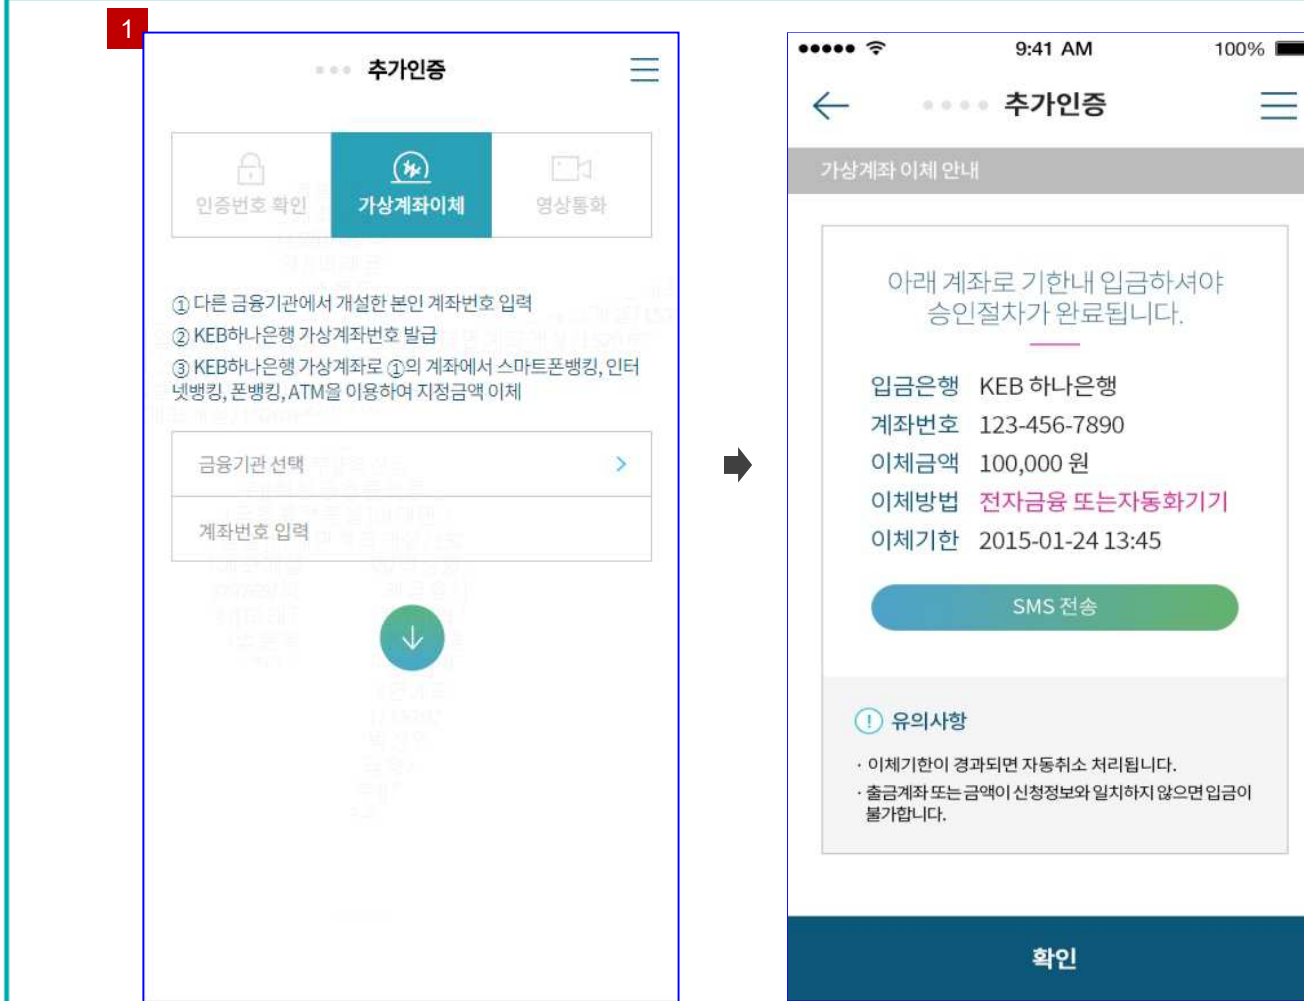 1
추가인증
인증번호 확인
가상계좌이체
영상통화
① 다른 금융기관에서 개설한 본인 계좌번호 입력
② KEB하나은행 가상계좌번호 발급
③ KEB하나은행 가상계좌로 ①의 계좌에서 스마트폰뱅킹, 인터
넷뱅킹, 폰뱅킹, ATM을 이용하여 지정금액 이체
금융기관 선택
계좌번호 입력
9:41 AM 100%
추가인증
가상계좌 이체 안내
아래 계좌로 기한내 입금하셔야
승인절차가 완료됩니다.
입금은행 KEB 하나은행
계좌번호 123-456-7890
이체금액 100,000 원
이체방법 전자금융 또는자동화기기
이체기한 2015-01-24 13:45
SMS 전송
유의사항
· 이체기한이 경과되면 자동취소 처리됩니다.
· 출금계좌 또는 금액이 신청정보와 일치하지 않으면 입금이
불가합니다.
확인